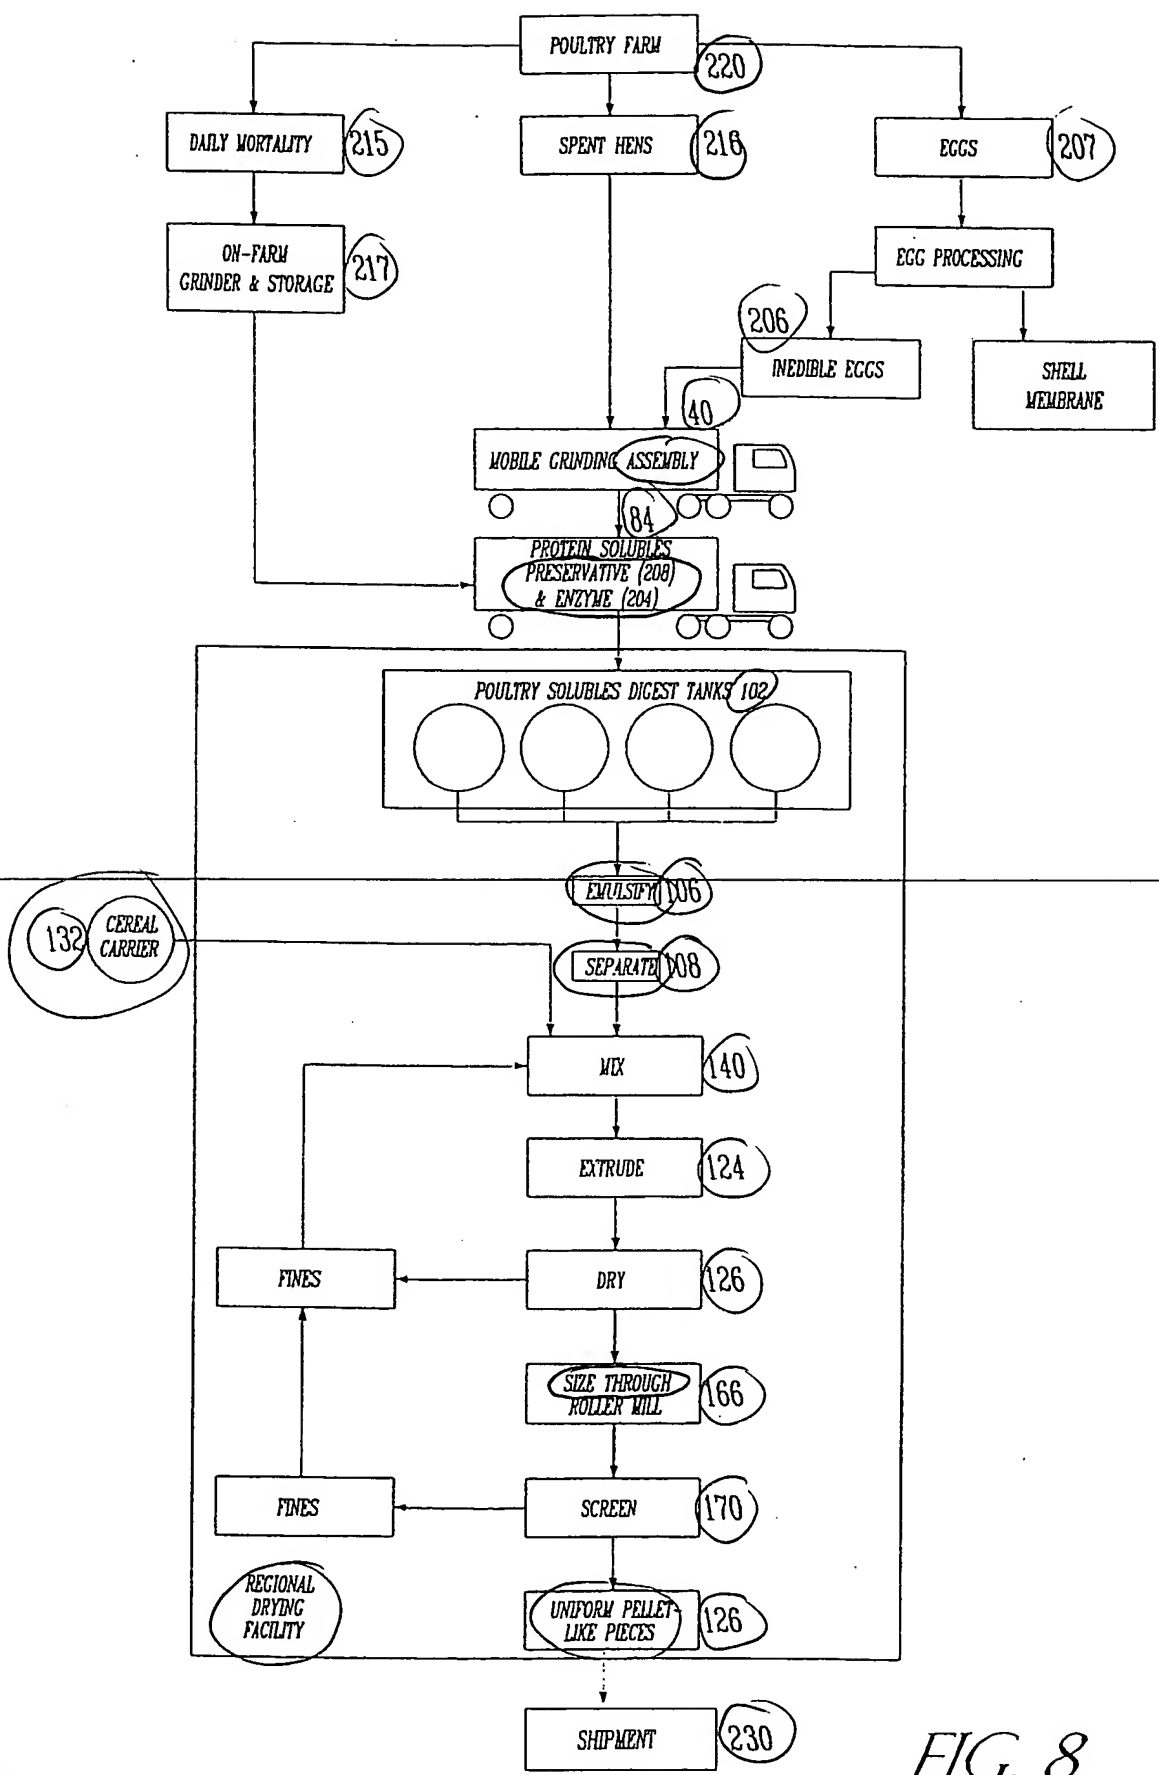 POULTRY FARM
220
DAILY MORTALITY
215
SPENT HENS
216
EGGS
207
ON-FARM
GRINDER & STORAGE
217
EGG PROCESSING
206
INEDIBLE EGGS
SHELL
MEMBRANE
40
MOBILE GRINDING ASSEMBLY
84
PROTEIN SOLUBLES
PRESERVATIVE (208)
& ENZYME (204)
POULTRY SOLUBLES DIGEST TANKS 102
EMULSIFY 106
132
CEREAL
CARRIER
SEPARATE 108
MIX
140
EXTRUDE
124
FINES
DRY
126
SIZE THROUGH
ROLLER MILL
166
FINES
SCREEN
170
REGIONAL
DRYING
FACILITY
UNIFORM PELLET-
LIKE PIECES
126
SHIPMENT
230
FIG. 8